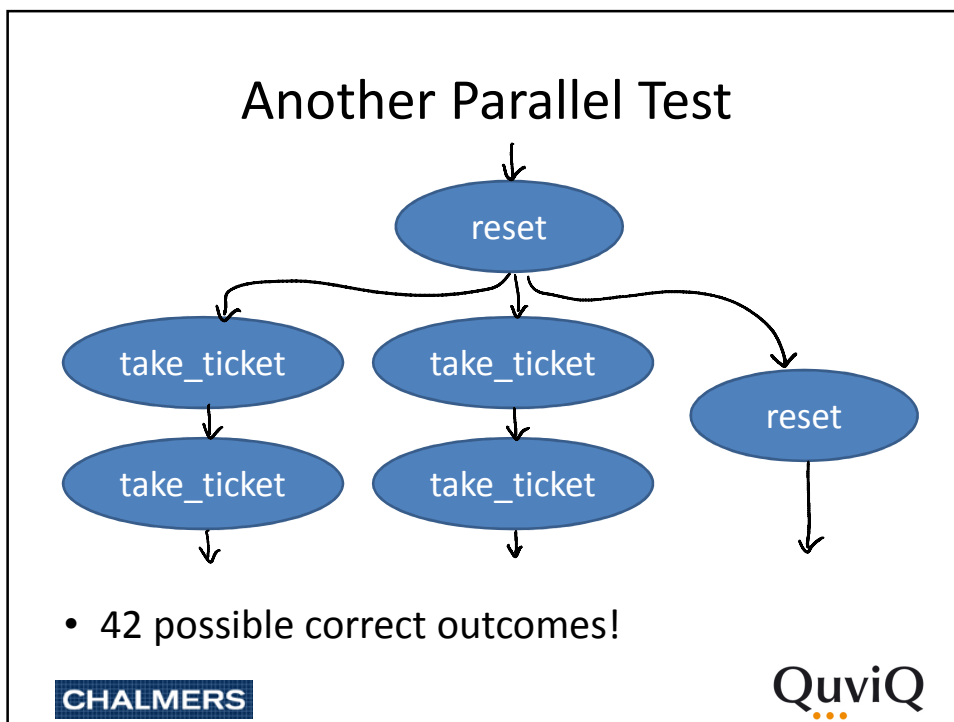 Another Parallel Test
reset
take_ticket take_ticket
reset
take_ticket take_ticket
• 42 possible correct outcomes!
CHALMERS
QuviQ